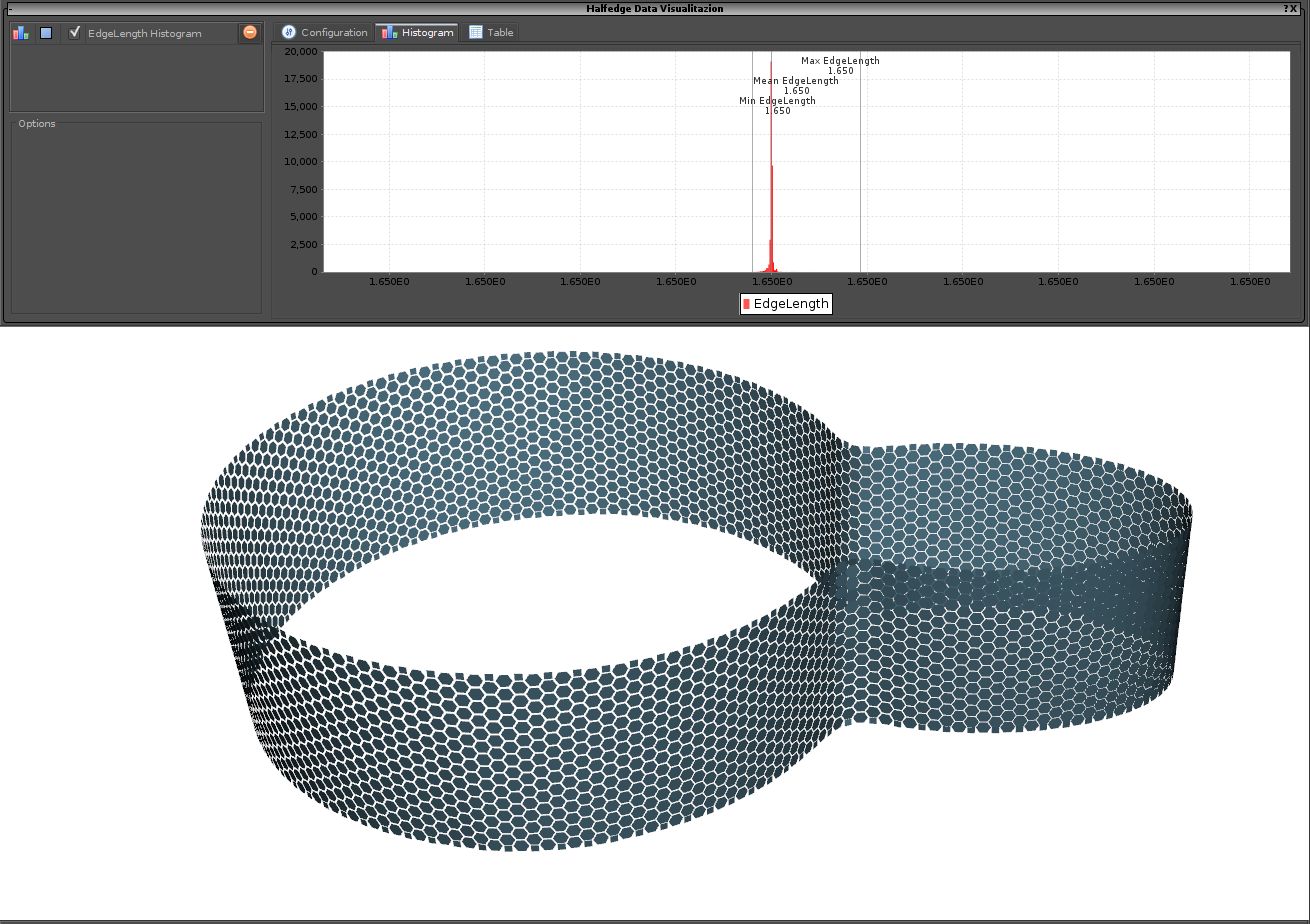 Halfedge Data Visualitazion
- ? X
EdgeLength Histogram
Configuration Histogram Table
Options
20,000
17,500
15,000
12,500
10,000
7,500
5,000
2,500
0
Max EdgeLength
1.650
Mean EdgeLength
1.650
Min EdgeLength
1.650
1.650E0 1.650E0 1.650E0 1.650E0 1.650E0 1.650E0 1.650E0 1.650E0 1.650E0 1.650E0
EdgeLength